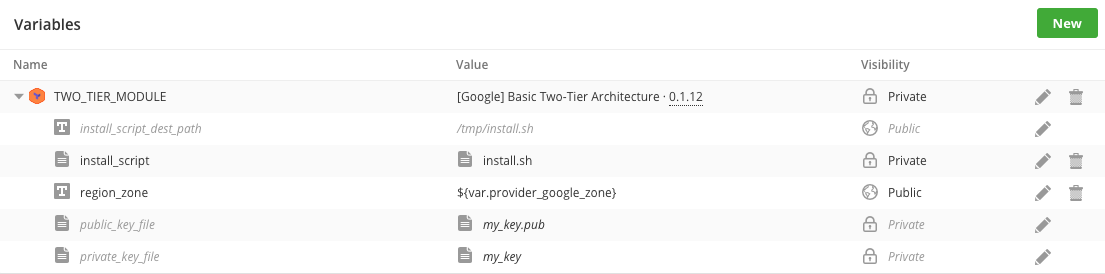 Variables
New
Name Value Visibility
TWO_TIER_MODULE [Google] Basic Two-Tier Architecture · 0.1.12 Private
T install_script_dest_path /tmp/install.sh Public
install_script install.sh Private
T region_zone ${var.provider_google_zone} Public
public_key_file my_key.pub Private
private_key_file my_key Private